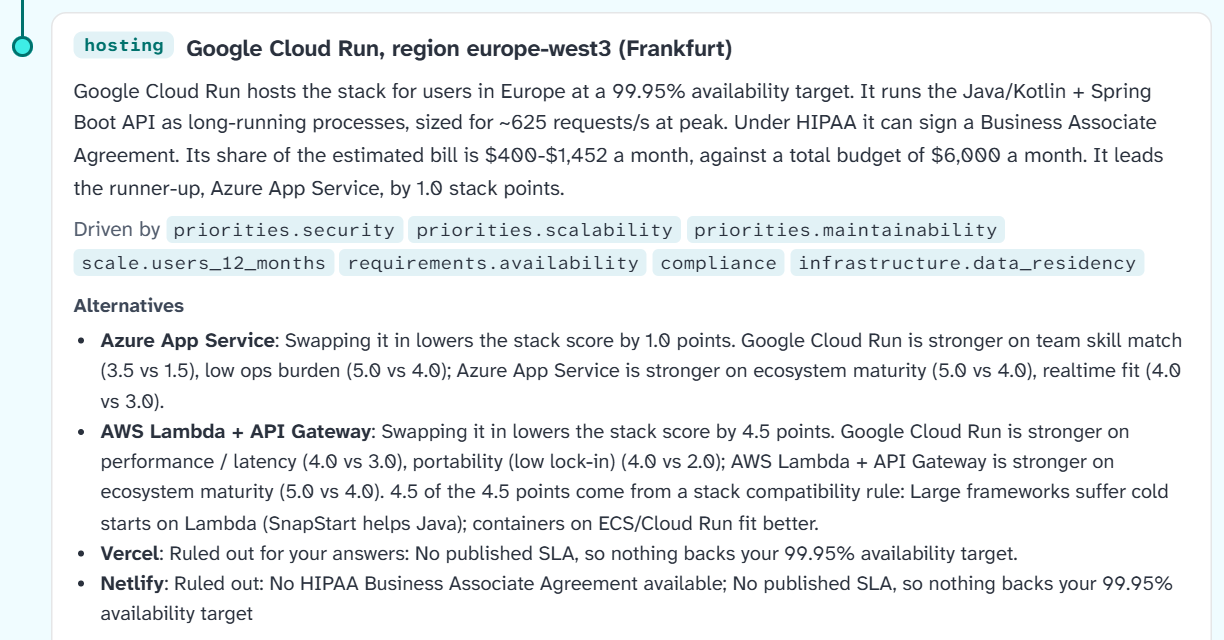 hosting Google Cloud Run, region europe-west3 (Frankfurt)
Google Cloud Run hosts the stack for users in Europe at a 99.95% availability target. It runs the Java/Kotlin + Spring
Boot API as long-running processes, sized for ~625 requests/s at peak. Under HIPAA it can sign a Business Associate
Agreement. Its share of the estimated bill is $400-$1,452 a month, against a total budget of $6,000 a month. It leads
the runner-up, Azure App Service, by 1.0 stack points.
Driven by priorities.security priorities.scalability priorities.maintainability
scale.users_12_months requirements.availability compliance infrastructure.data_residency
Alternatives
• Azure App Service: Swapping it in lowers the stack score by 1.0 points. Google Cloud Run is stronger on team skill match
(3.5 vs 1.5), low ops burden (5.0 vs 4.0); Azure App Service is stronger on ecosystem maturity (5.0 vs 4.0), realtime fit (4.0
vs 3.0).
• AWS Lambda + API Gateway: Swapping it in lowers the stack score by 4.5 points. Google Cloud Run is stronger on
performance / latency (4.0 vs 3.0), portability (low lock-in) (4.0 vs 2.0); AWS Lambda + API Gateway is stronger on
ecosystem maturity (5.0 vs 4.0). 4.5 of the 4.5 points come from a stack compatibility rule: Large frameworks suffer cold
starts on Lambda (SnapStart helps Java); containers on ECS/Cloud Run fit better.
• Vercel: Ruled out for your answers: No published SLA, so nothing backs your 99.95% availability target.
• Netlify: Ruled out: No HIPAA Business Associate Agreement available; No published SLA, so nothing backs your 99.95%
availability target